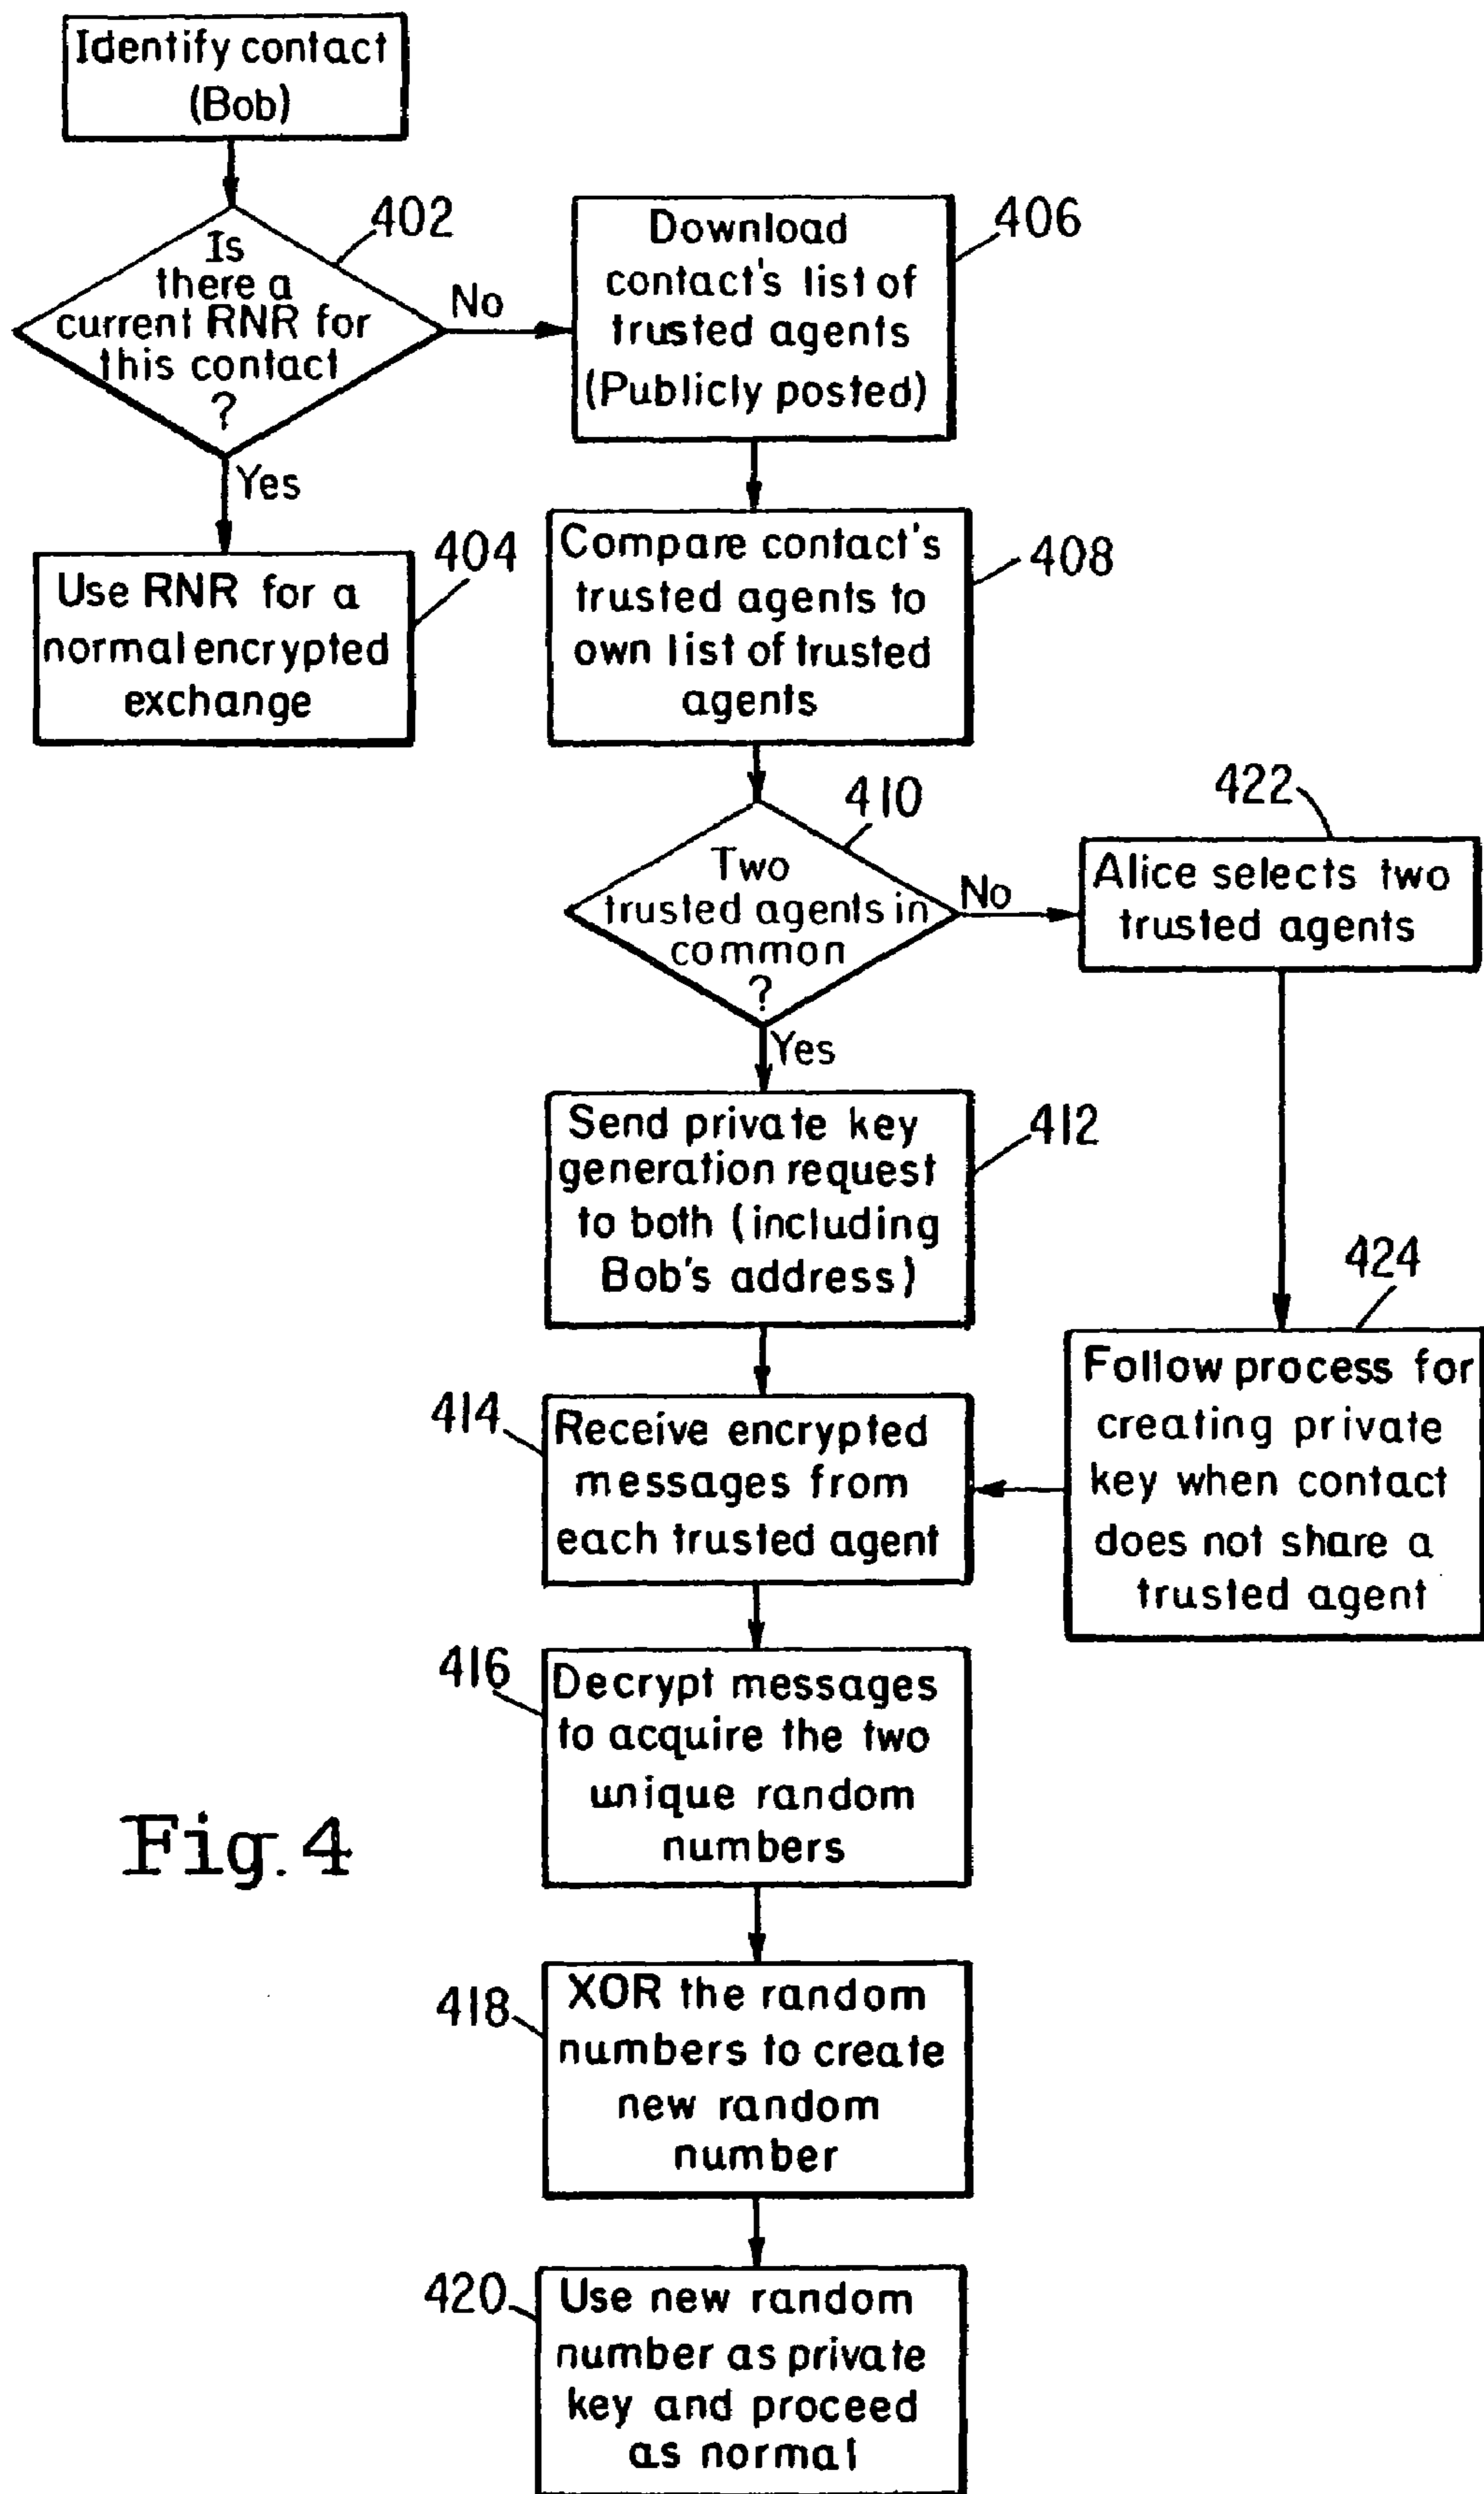 Identify contact
(Bob)
402
Is
there a
current RNR for
this contact
?
No
Yes
404
Use RNR for a
normal encrypted
exchange
406
Download
contact's list of
trusted agents
(Publicly posted)
408
Compare contact's
trusted agents to
own list of trusted
agents
410
Two
trusted agents in
common
?
No
Yes
422
Alice selects two
trusted agents
412
Send private key
generation request
to both (including
Bob's address)
424
Follow process for
creating private
key when contact
does not share a
trusted agent
414
Receive encrypted
messages from
each trusted agent
416
Decrypt messages
to acquire the two
unique random
numbers
Fig. 4
418
XOR the random
numbers to create
new random
number
420
Use new random
number as private
key and proceed
as normal